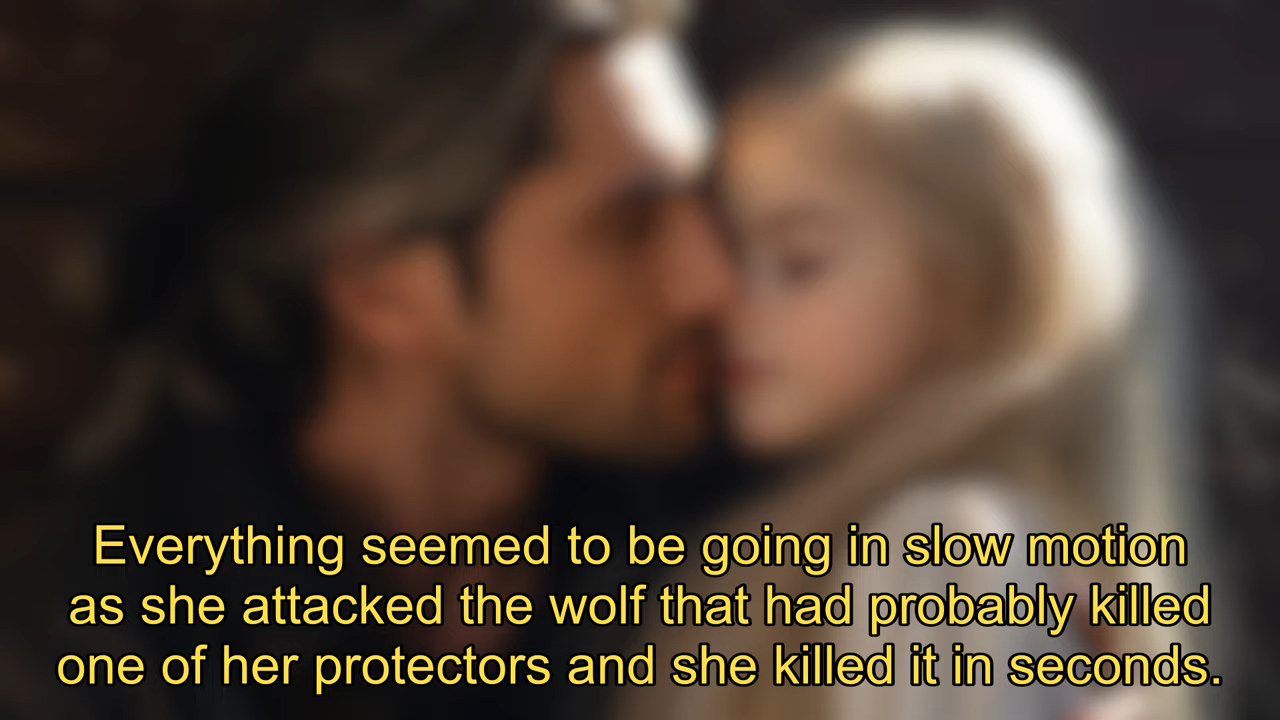 Everything seemed to be going in slow motion
as she attacked the wolf that had probably killed
one of her protectors and she killed it in seconds.